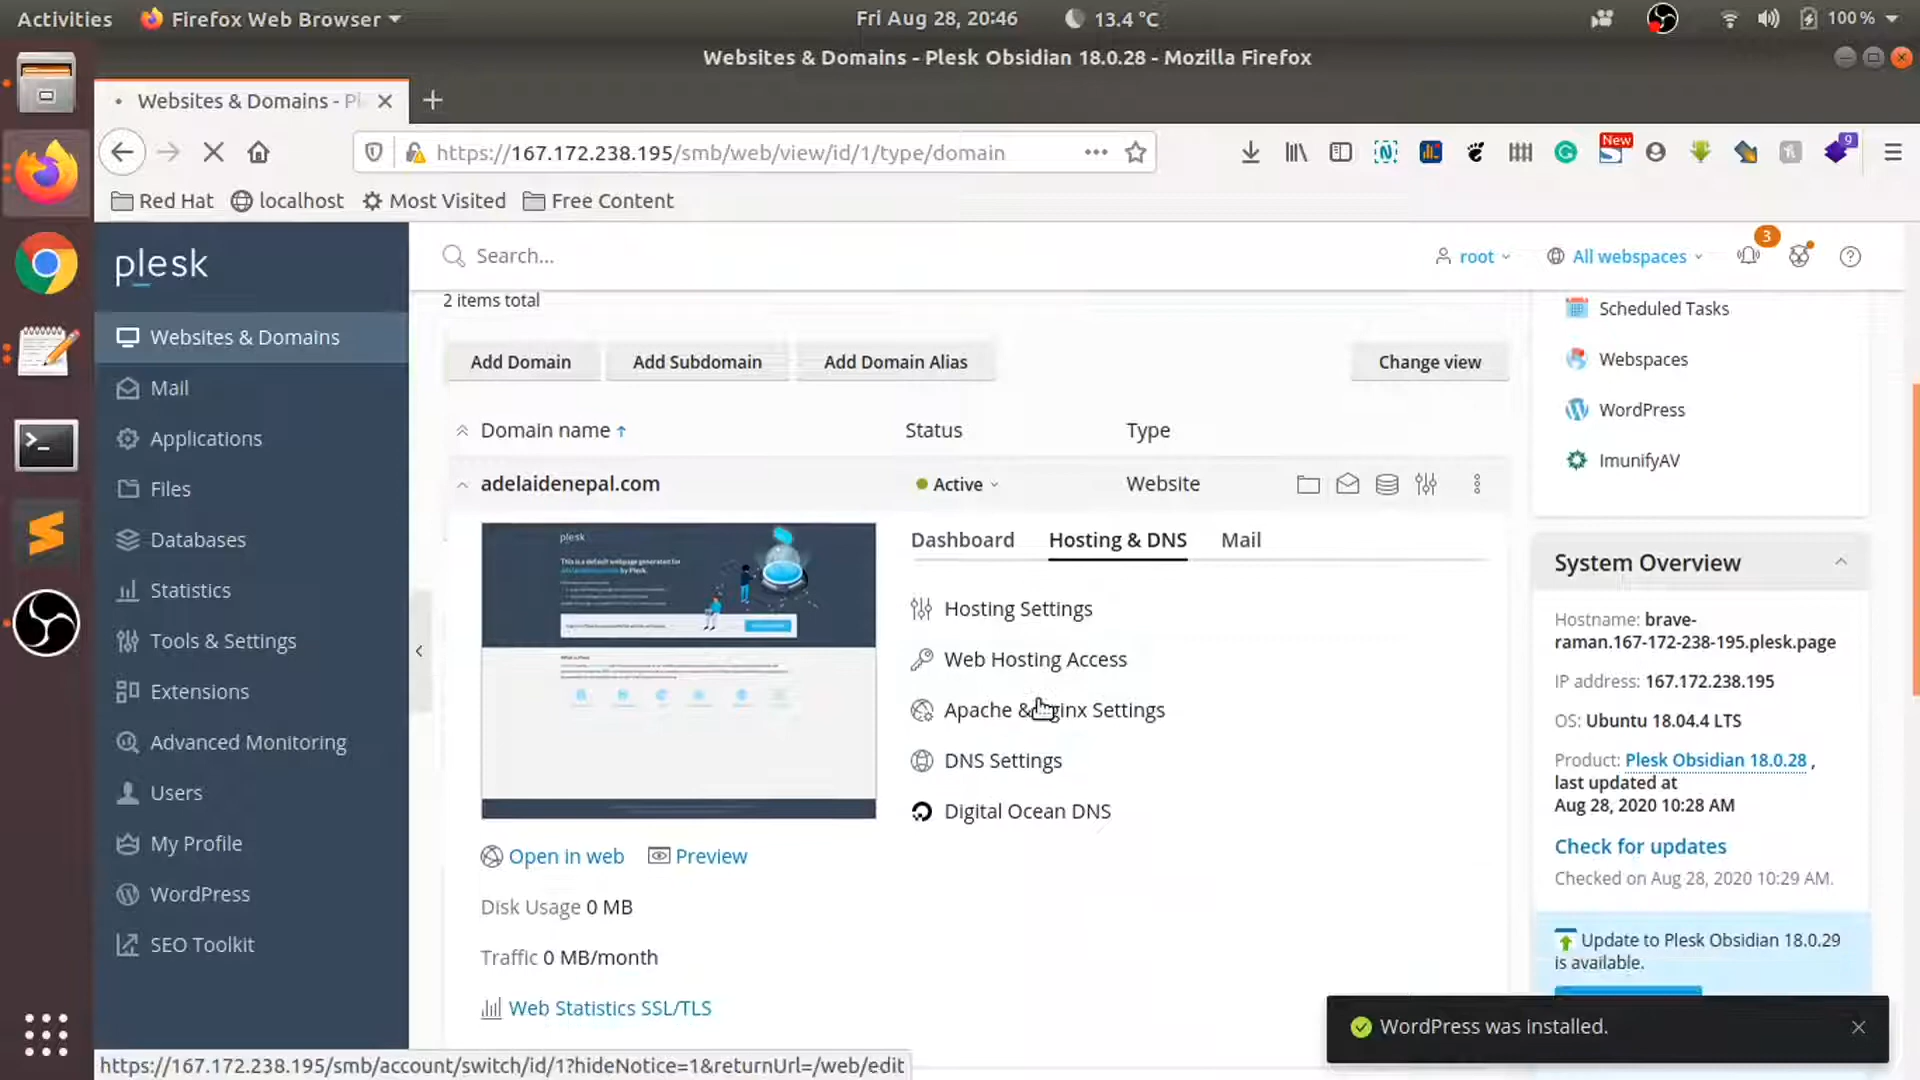 Activities
Firefox Web Browser
Fri Aug 28, 20:46
13.4 °C
100 %
Websites & Domains - Plesk Obsidian 18.0.28 - Mozilla Firefox
Websites & Domains - Pl
https://167.172.238.195/smb/web/view/id/1/type/domain
New
9
Red Hat
localhost
Most Visited
Free Content
plesk
Search...
root
All webspaces
3
Websites & Domains
Mail
Applications
Files
Databases
Statistics
Tools & Settings
Extensions
Advanced Monitoring
Users
My Profile
WordPress
SEO Toolkit
2 items total
Add Domain
Add Subdomain
Add Domain Alias
Change view
Domain name
Status
Type
adelaidenepal.com
Active
Website
plesk
This is a default webpage generated for
by Plesk.
Dashboard
Hosting & DNS
Mail
Hosting Settings
Web Hosting Access
Apache & nginx Settings
DNS Settings
Digital Ocean DNS
Open in web
Preview
Disk Usage 0 MB
Traffic 0 MB/month
Web Statistics SSL/TLS
Scheduled Tasks
Webspaces
WordPress
ImunifyAV
System Overview
Hostname: brave-
raman.167-172-238-195.plesk.page
IP address: 167.172.238.195
OS: Ubuntu 18.04.4 LTS
Product: Plesk Obsidian 18.0.28 ,
last updated at
Aug 28, 2020 10:28 AM
Check for updates
Checked on Aug 28, 2020 10:29 AM.
Update to Plesk Obsidian 18.0.29
is available.
WordPress was installed.
https://167.172.238.195/smb/account/switch/id/1?hideNotice=1&returnUrl=/web/edit